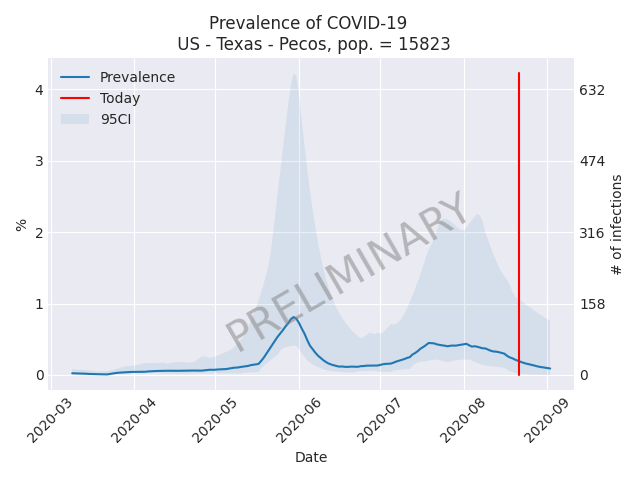 Prevalence of COVID-19
US - Texas - Pecos, pop. = 15823
Prevalence
Today
95CI
4
3
2
1
0
%
632
474
316
158
0
# of infections
PRELIMINARY
2020-03
2020-04
2020-05
2020-06
2020-07
2020-08
2020-09
Date